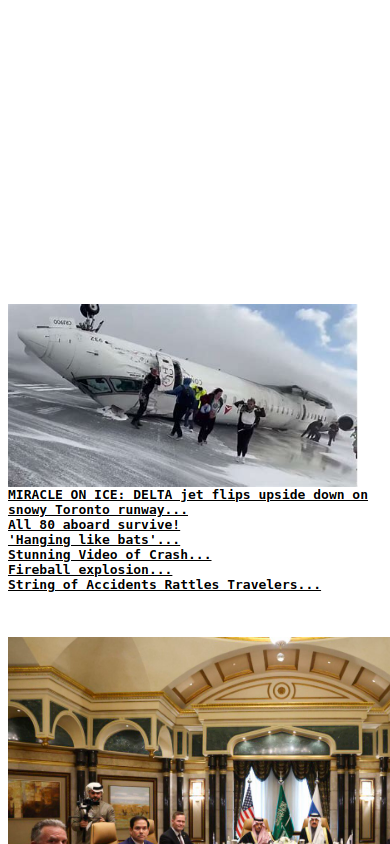 MIRACLE ON ICE: DELTA jet flips upside down on
snowy Toronto runway...
All 80 aboard survive!
'Hanging like bats'...
Stunning Video of Crash...
Fireball explosion...
String of Accidents Rattles Travelers...